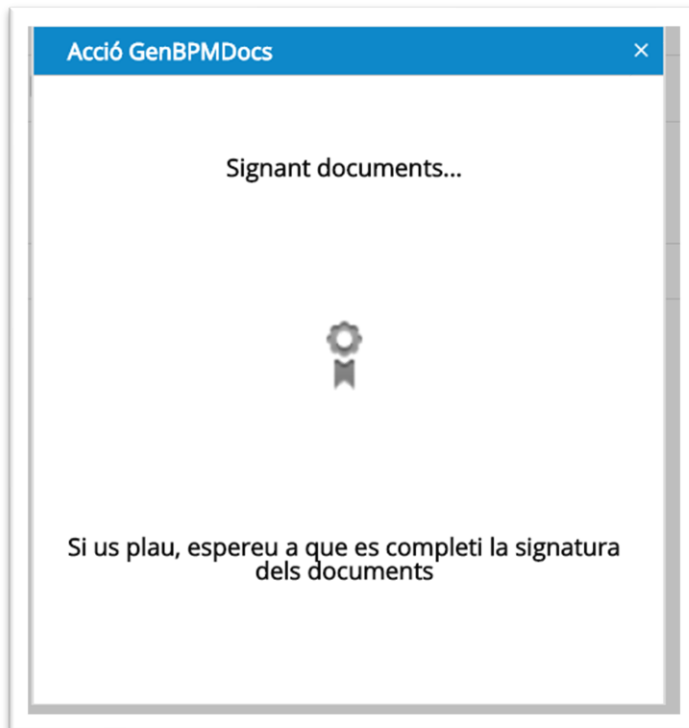 Acció GenBPMDocs
Signant documents...
Si us plau, espereu a que es completi la signatura
dels documents